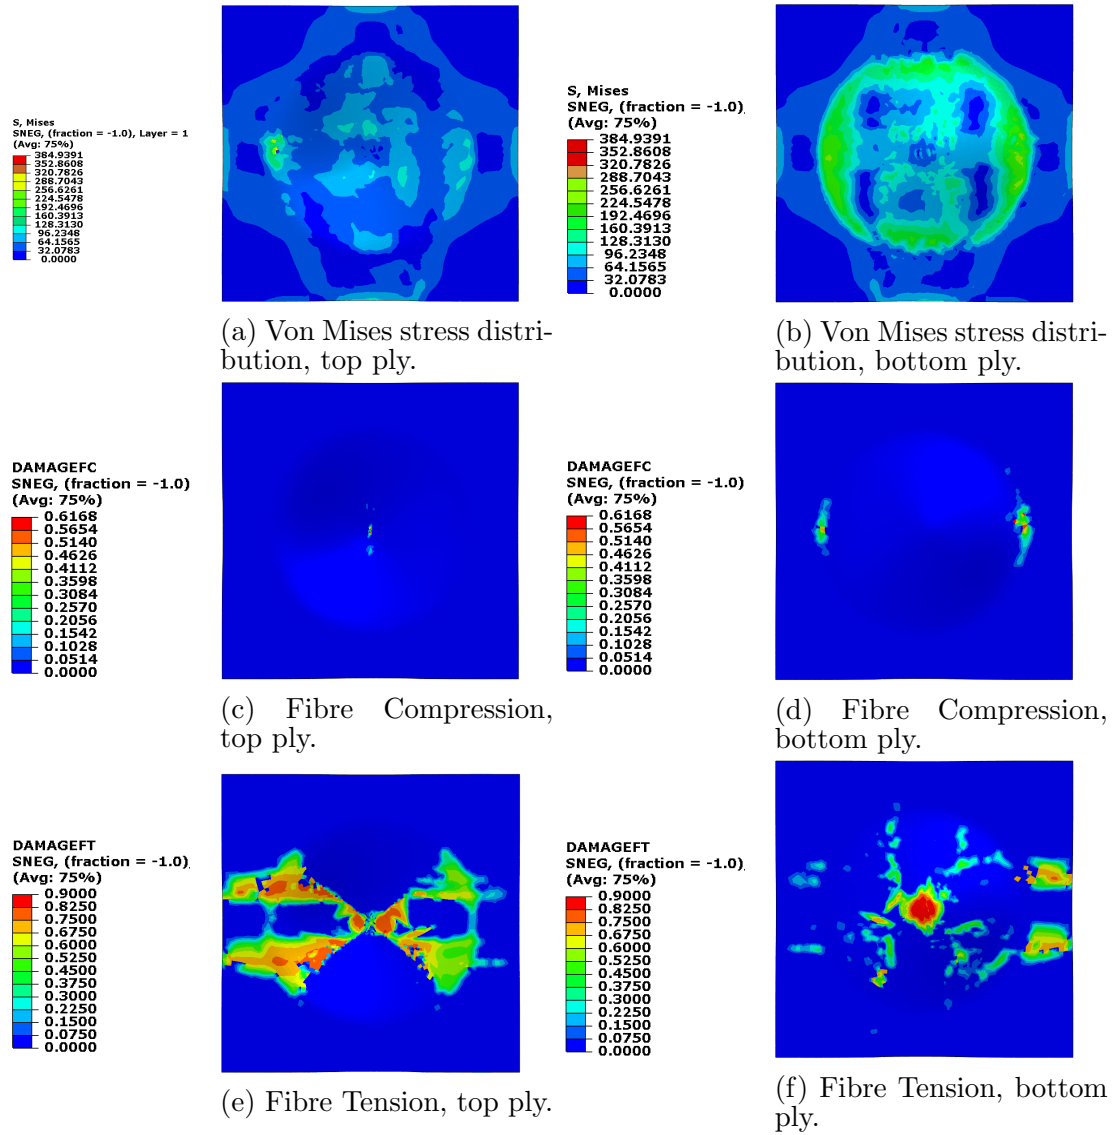 S, Mises
SNEG, (fraction = -1.0), Layer = 1
(Avg: 75%)
384.9391
352.8608
320.7826
288.7043
256.6261
224.5478
192.4696
160.3913
128.3130
96.2348
64.1565
32.0783
0.0000
S, Mises
SNEG, (fraction = -1.0),
(Avg: 75%)
384.9391
352.8608
320.7826
288.7043
256.6261
224.5478
192.4696
160.3913
128.3130
96.2348
64.1565
32.0783
0.0000
(a) Von Mises stress distri-
bution, top ply.
(b) Von Mises stress distri-
bution, bottom ply.
DAMAGEFC
SNEG, (fraction = -1.0)
(Avg: 75%)
0.6168
0.5654
0.5140
0.4626
0.4112
0.3598
0.3084
0.2570
0.2056
0.1542
0.1028
0.0514
0.0000
DAMAGEFC
SNEG, (fraction = -1.0)
(Avg: 75%)
0.6168
0.5654
0.5140
0.4626
0.4112
0.3598
0.3084
0.2570
0.2056
0.1542
0.1028
0.0514
0.0000
(c) Fibre Compression,
top ply.
(d) Fibre Compression,
bottom ply.
DAMAGEFT
SNEG, (fraction = -1.0),
(Avg: 75%)
0.9000
0.8250
0.7500
0.6750
0.6000
0.5250
0.4500
0.3750
0.3000
0.2250
0.1500
0.0750
0.0000
DAMAGEFT
SNEG, (fraction = -1.0),
(Avg: 75%)
0.9000
0.8250
0.7500
0.6750
0.6000
0.5250
0.4500
0.3750
0.3000
0.2250
0.1500
0.0750
0.0000
(e) Fibre Tension, top ply.
(f) Fibre Tension, bottom
ply.